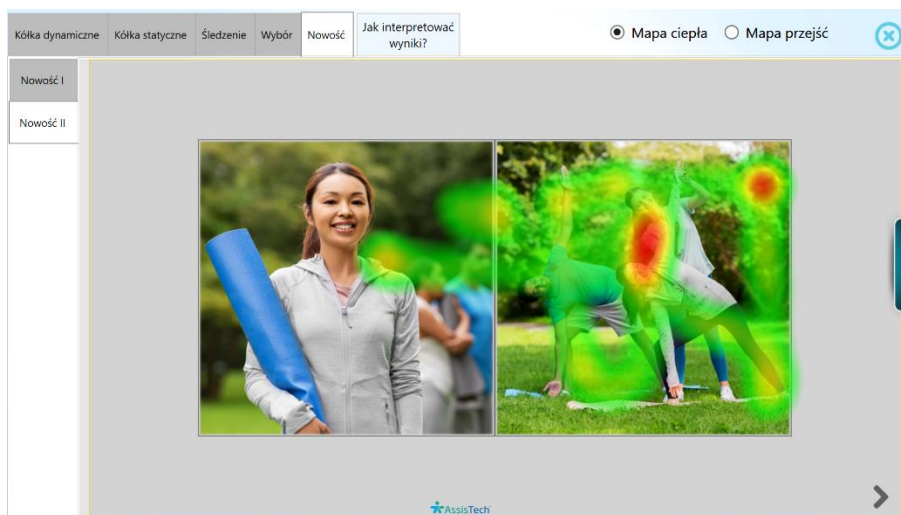 Kółka dynamiczne
Kółka statyczne
Śledzenie
Wybór
Nowość
Jak interpretować
wyniki?
Mapa ciepła
Mapa przejść
Nowość I
Nowość II
AssisTech